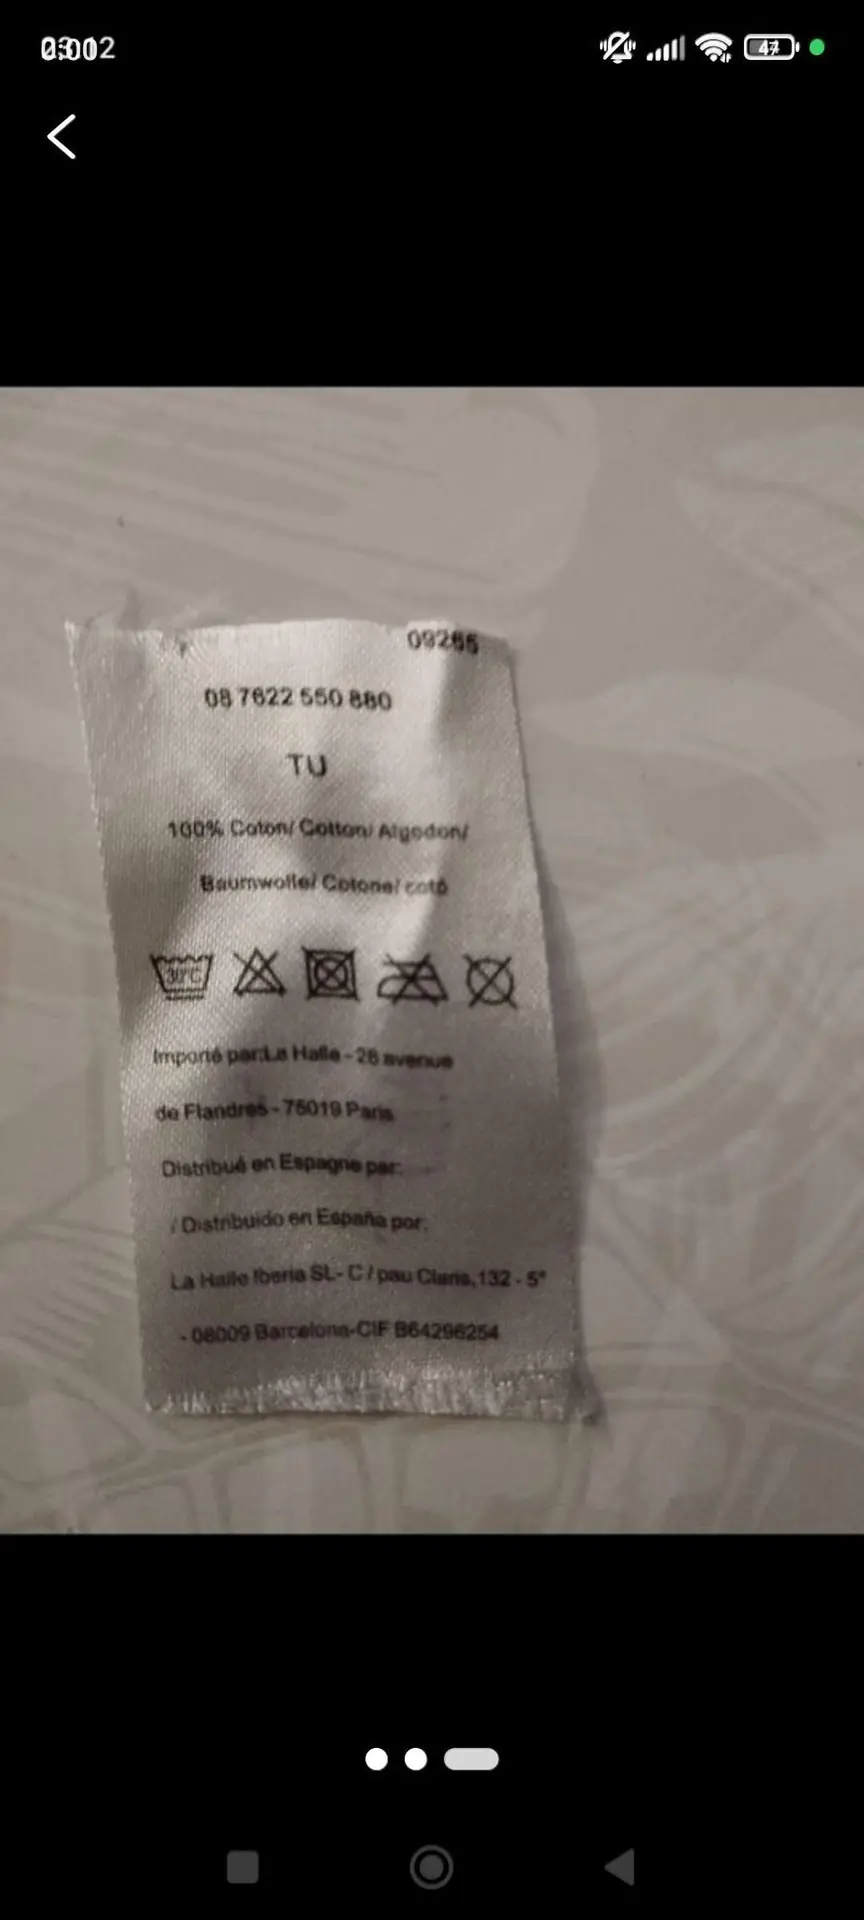 47
09265
08 7622 550 880
TU
100% Coton/ Cotton/ Algodon/
Baumwolle/ Cotone/ cotó
30°C
Importé par:La Halle - 28 avenue
de Flandres - 75019 Paris
Distribué en Espagne par:
/ Distribuido en España por:
La Halle Iberia SL- C / pau Claris,132 - 5°
- 08009 Barcelona-CIF B64296254